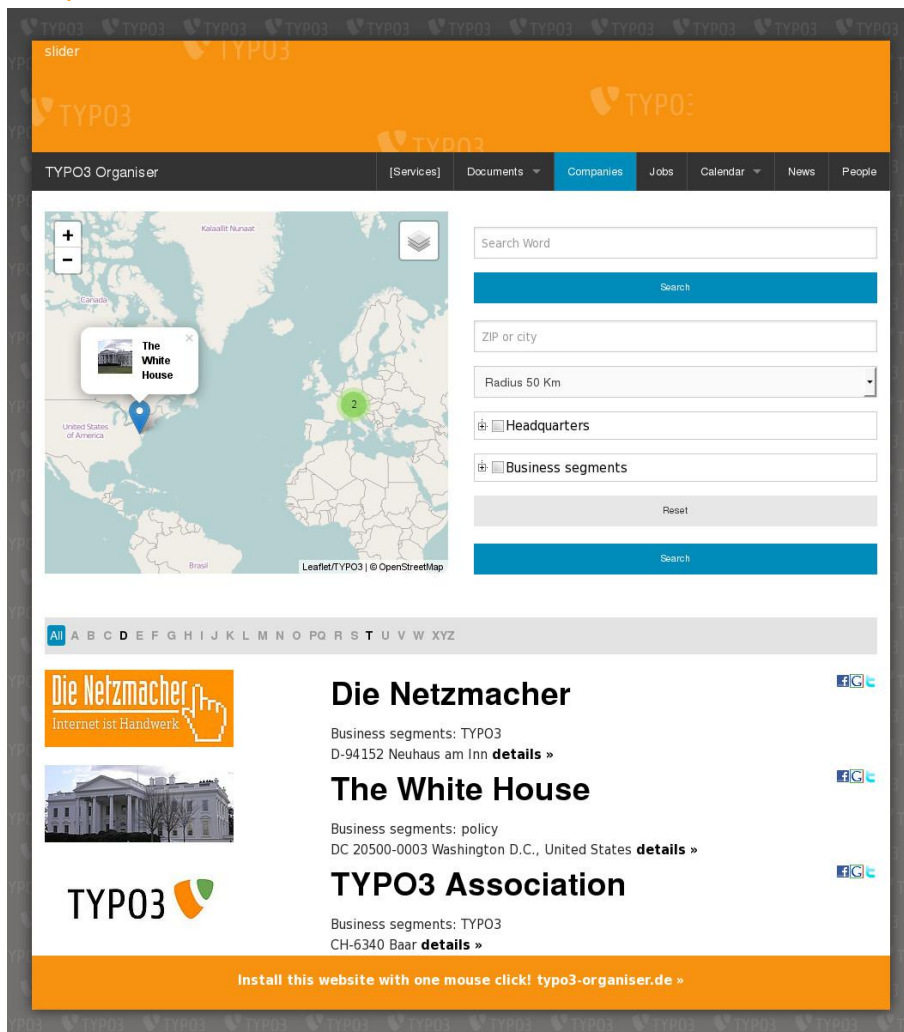 slider
TYPO3
TYPO3
TYPO3
TYPO3
TYPO3 Organiser
[Services]
Documents
Companies
Jobs
Calendar
News
People
+
−
Kalaallit Nunaat
Canada
The
White
House
×
2
United States
of America
Brasil
Leaflet/TYPO3 | © OpenStreetMap
Search Word
Search
ZIP or city
Radius 50 Km
Headquarters
Business segments
Reset
Search
All A B C D E F G H I J K L M N O PQ R S T U V W XYZ
Die Netzmacher
Internet ist Handwerk
Die Netzmacher
Business segments: TYPO3
D-94152 Neuhaus am Inn details »
The White House
Business segments: policy
DC 20500-0003 Washington D.C., United States details »
TYPO3
TYPO3 Association
Business segments: TYPO3
CH-6340 Baar details »
Install this website with one mouse click! typo3-organiser.de »